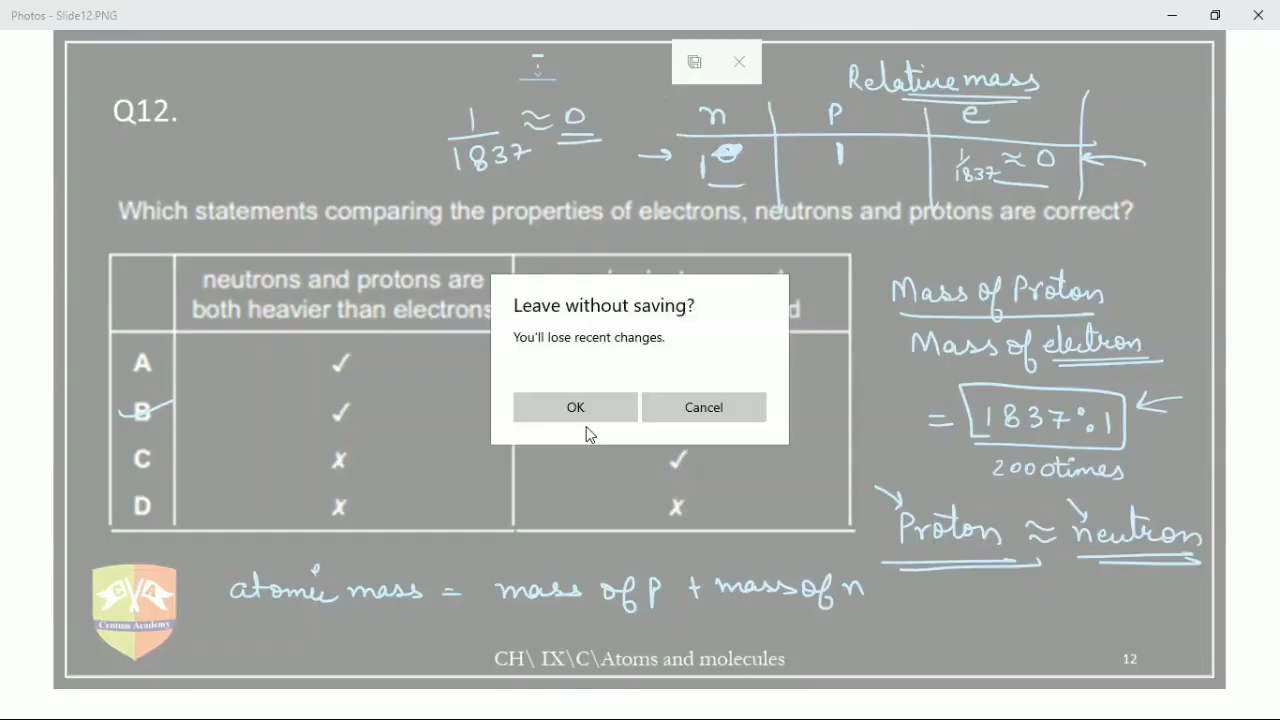 Photos - Slide12.PNG
Relative mass
Q12.
1/1837 ≈ 0
n p e
1 1 1/1837 ≈ 0
Which statements comparing the properties of electrons, neutrons and protons are correct?
neutrons and protons are
both heavier than electrons
d
Mass of Proton
Mass of electron
= 1837:1
2000times
Proton ≈ neutron
Leave without saving?
You'll lose recent changes.
OK Cancel
A ✓
B ✓
C ✗ ✓
D ✗ ✗
atomic mass = mass of p + mass of n
Centum Academy
CH\ IX\C\Atoms and molecules
12